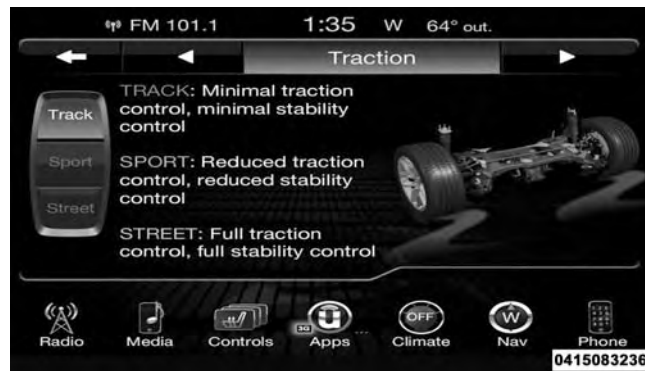 FM 101.1 1:35 W 64° out.
Traction
TRACK: Minimal traction
control, minimal stability
control
Track
SPORT: Reduced traction
control, reduced stability
control
Sport
STREET: Full traction
control, full stability control
Street
3G
OFF
W
Radio Media Controls Apps ... Climate Nav Phone
0415083236